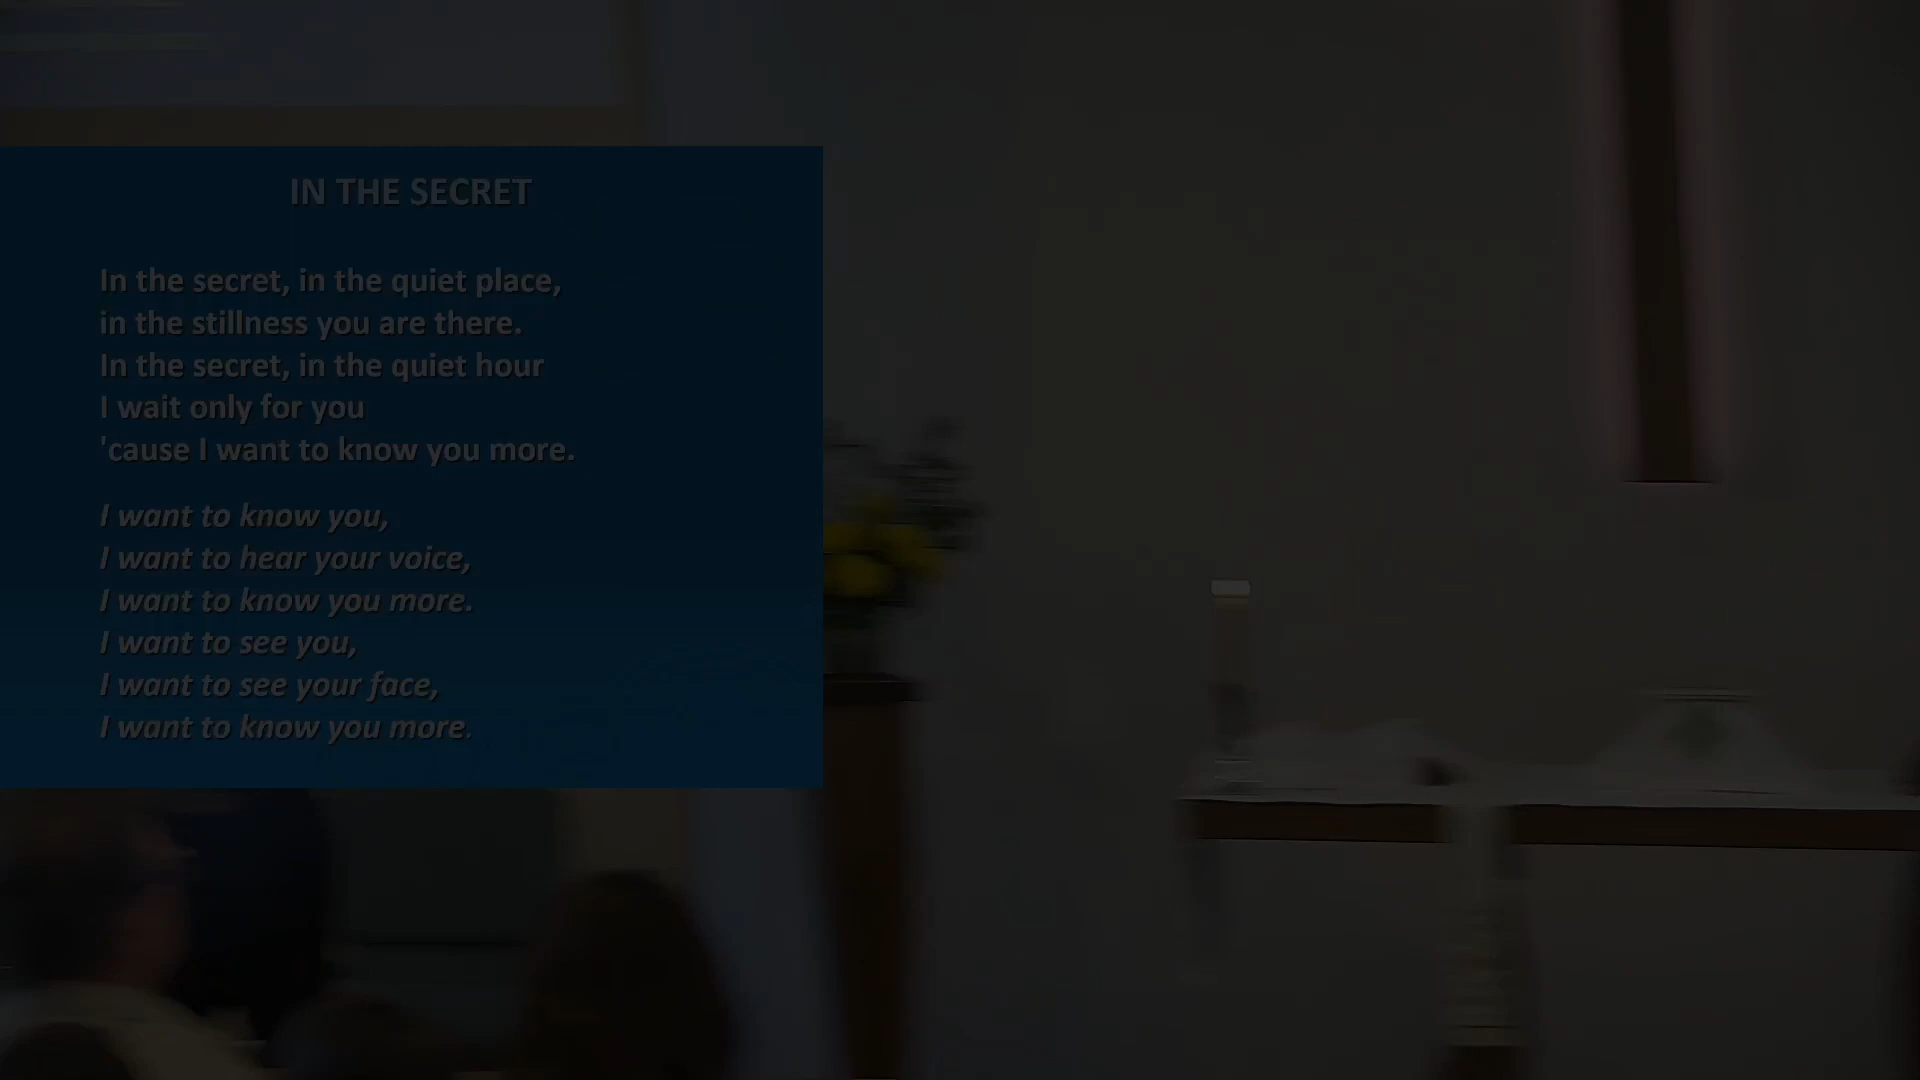 IN THE SECRET
In the secret, in the quiet place,
in the stillness you are there.
In the secret, in the quiet hour
I wait only for you
'cause I want to know you more.
I want to know you,
I want to hear your voice,
I want to know you more.
I want to see you,
I want to see your face,
I want to know you more.